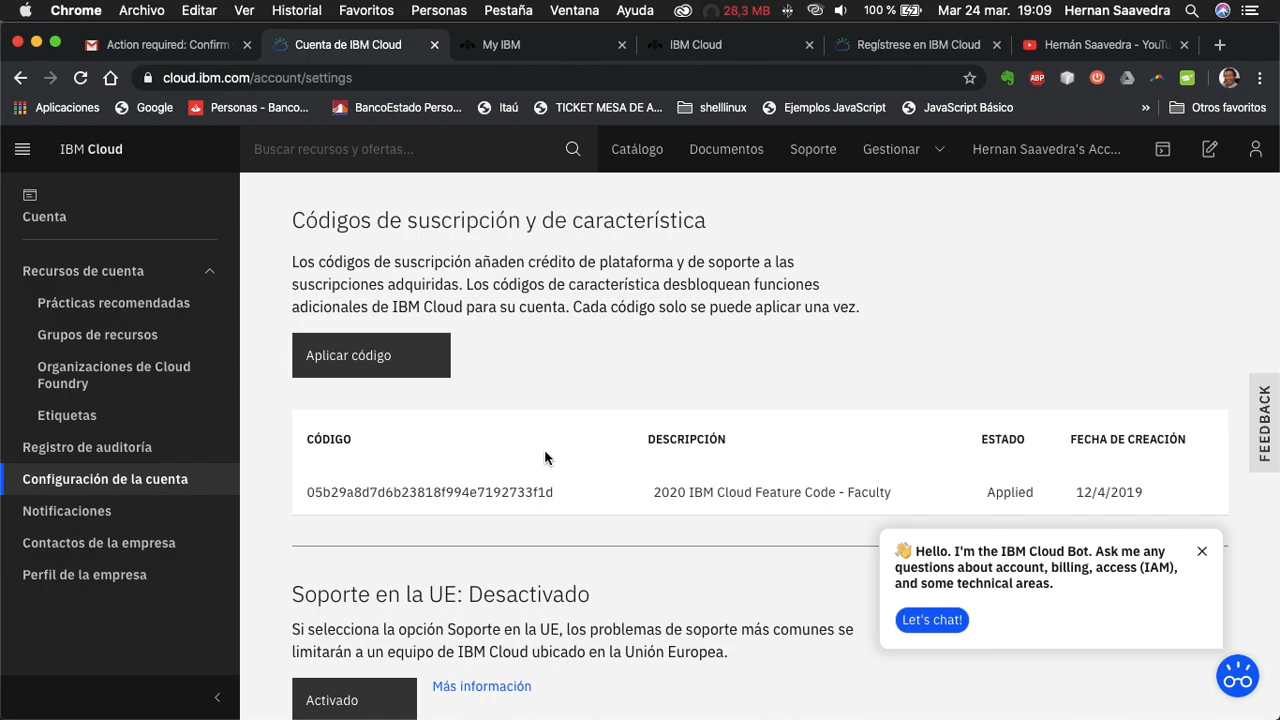 Chrome Archivo Editar Ver Historial Favoritos Personas Pestaña Ventana Ayuda 28,3 MB 100 % Mar 24 mar. 19:09 Hernan Saavedra
Action required: Confirm Cuenta de IBM Cloud My IBM IBM Cloud Regístrese en IBM Cloud Hernán Saavedra - YouTu
cloud.ibm.com/account/settings
ABP
Aplicaciones Google Personas - Banco... BancoEstado Perso... Itaú TICKET MESA DE A... shelllinux Ejemplos JavaScript JavaScript Básico » Otros favoritos
IBM Cloud Buscar recursos y ofertas... Catálogo Documentos Soporte Gestionar Hernan Saavedra's Acc...
Cuenta
Recursos de cuenta
Prácticas recomendadas
Grupos de recursos
Organizaciones de Cloud
Foundry
Etiquetas
Registro de auditoría
Configuración de la cuenta
Notificaciones
Contactos de la empresa
Perfil de la empresa
Códigos de suscripción y de característica
Los códigos de suscripción añaden crédito de plataforma y de soporte a las
suscripciones adquiridas. Los códigos de característica desbloquean funciones
adicionales de IBM Cloud para su cuenta. Cada código solo se puede aplicar una vez.
Aplicar código
CÓDIGO DESCRIPCIÓN ESTADO FECHA DE CREACIÓN
05b29a8d7d6b23818f994e7192733f1d 2020 IBM Cloud Feature Code - Faculty Applied 12/4/2019
Soporte en la UE: Desactivado
Si selecciona la opción Soporte en la UE, los problemas de soporte más comunes se
limitarán a un equipo de IBM Cloud ubicado en la Unión Europea.
Activado Más información
FEEDBACK
Hello. I'm the IBM Cloud Bot. Ask me any
questions about account, billing, access (IAM),
and some technical areas.
Let's chat!